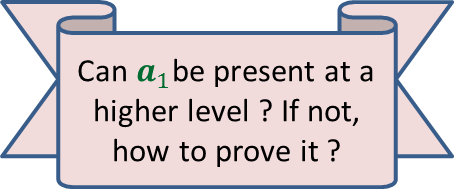 Can a₁ be present at a
higher level ? If not,
how to prove it ?